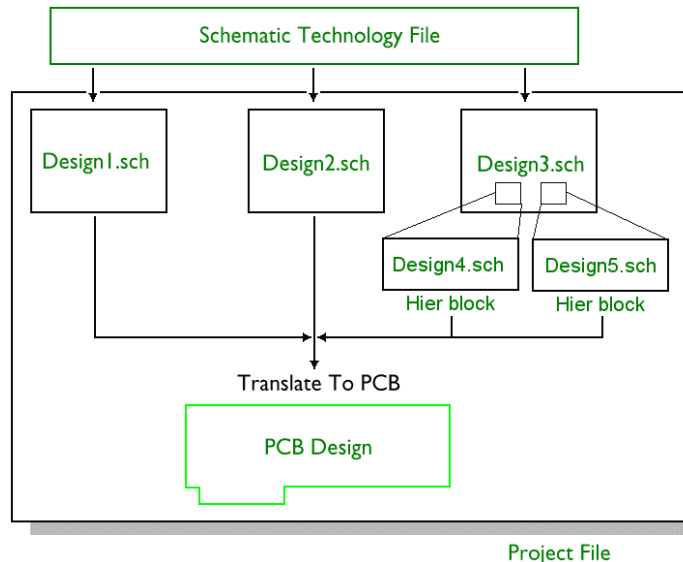 Schematic Technology File
Design1.sch
Design2.sch
Design3.sch
Design4.sch
Design5.sch
Hier block
Hier block
Translate To PCB
PCB Design
Project File